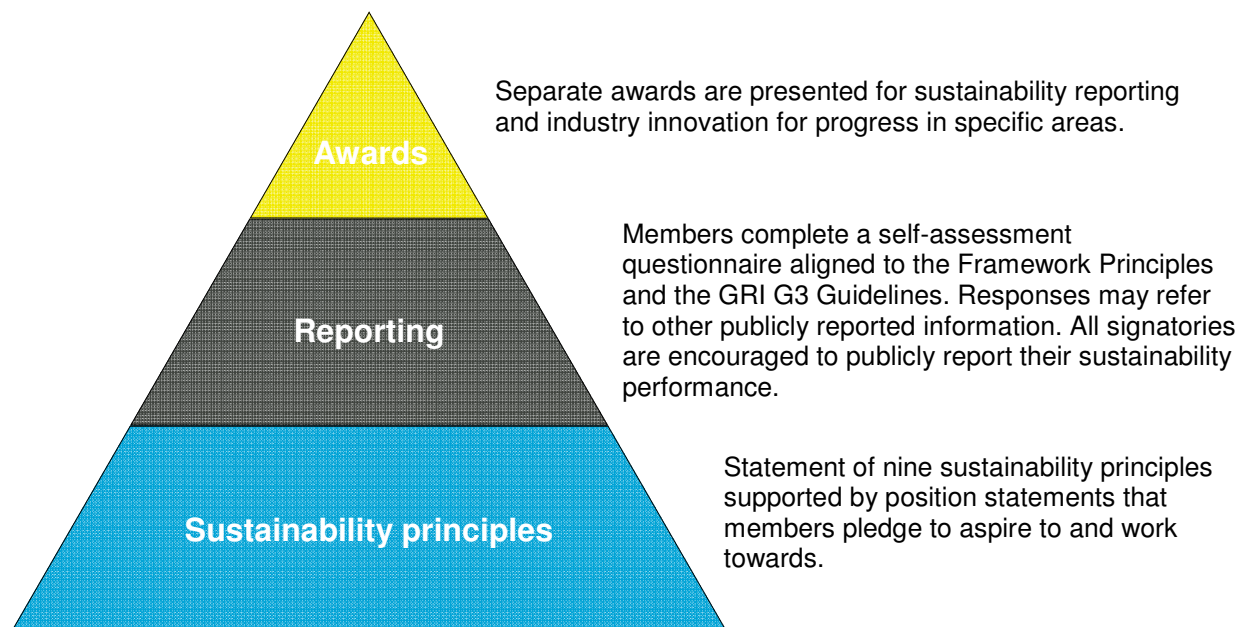 Separate awards are presented for sustainability reporting
and industry innovation for progress in specific areas.
Awards
Members complete a self-assessment
questionnaire aligned to the Framework Principles
and the GRI G3 Guidelines. Responses may refer
to other publicly reported information. All signatories
are encouraged to publicly report their sustainability
performance.
Reporting
Statement of nine sustainability principles
supported by position statements that
members pledge to aspire to and work
towards.
Sustainability principles